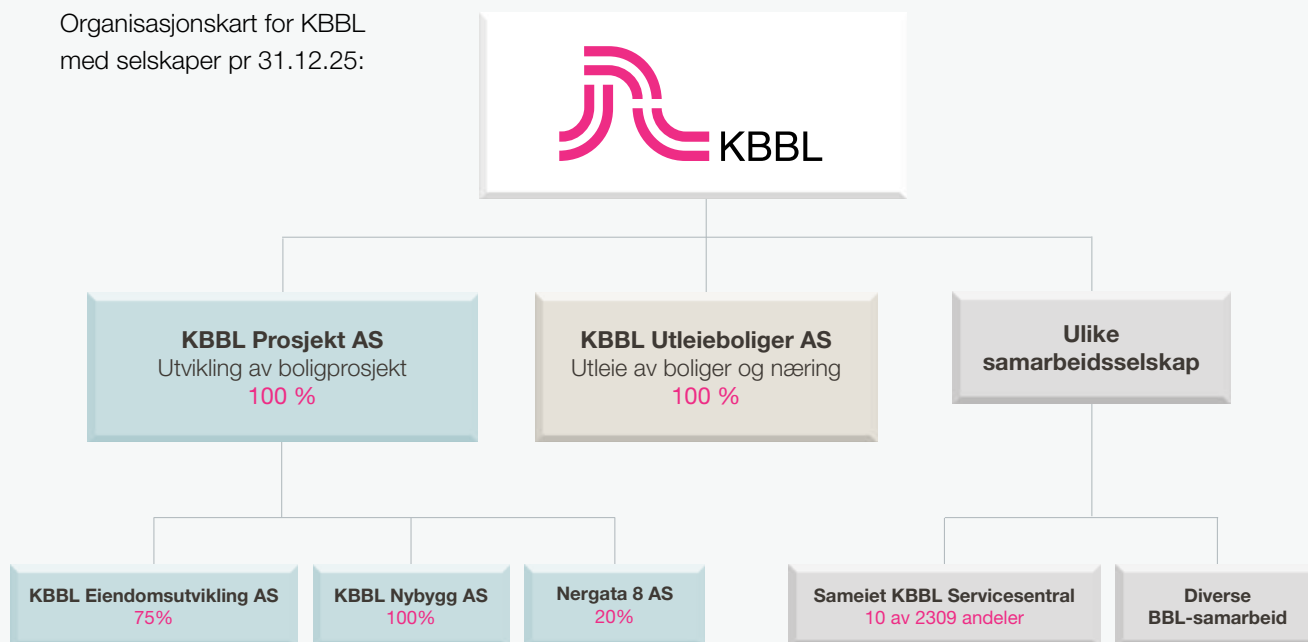 Organisasjonskart for KBBL
med selskaper pr 31.12.25:
KBBL
KBBL Prosjekt AS
Utvikling av boligprosjekt
100 %
KBBL Utleieboliger AS
Utleie av boliger og næring
100 %
Ulike
samarbeidsselskap
KBBL Eiendomsutvikling AS
75%
KBBL Nybygg AS
100%
Nergata 8 AS
20%
Sameiet KBBL Servicesentral
10 av 2309 andeler
Diverse
BBL-samarbeid